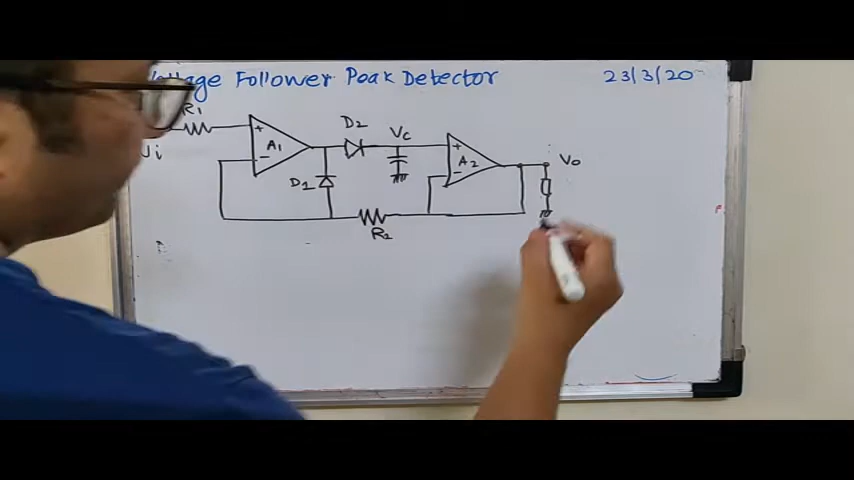 Voltage Follower Peak Detector 23/3/20
R1
Vi
+
-
A1
D2
D1
Vc
+
-
A2
Vo
R2